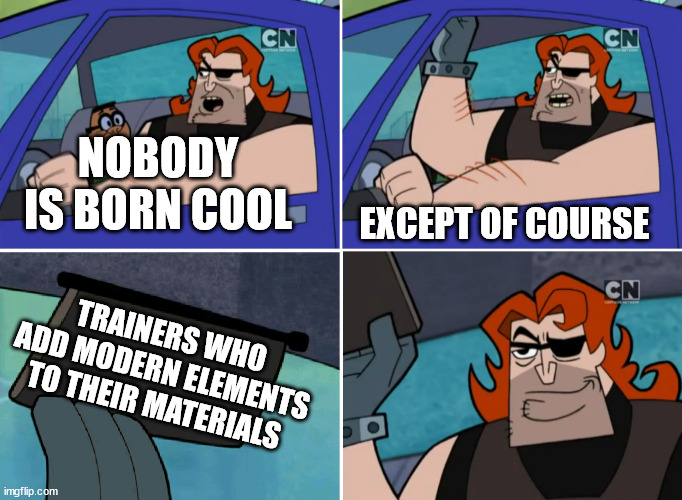 CN
CN
NOBODY
IS BORN COOL
EXCEPT OF COURSE
TRAINERS WHO
ADD MODERN ELEMENTS
TO THEIR MATERIALS
CN
imgflip.com